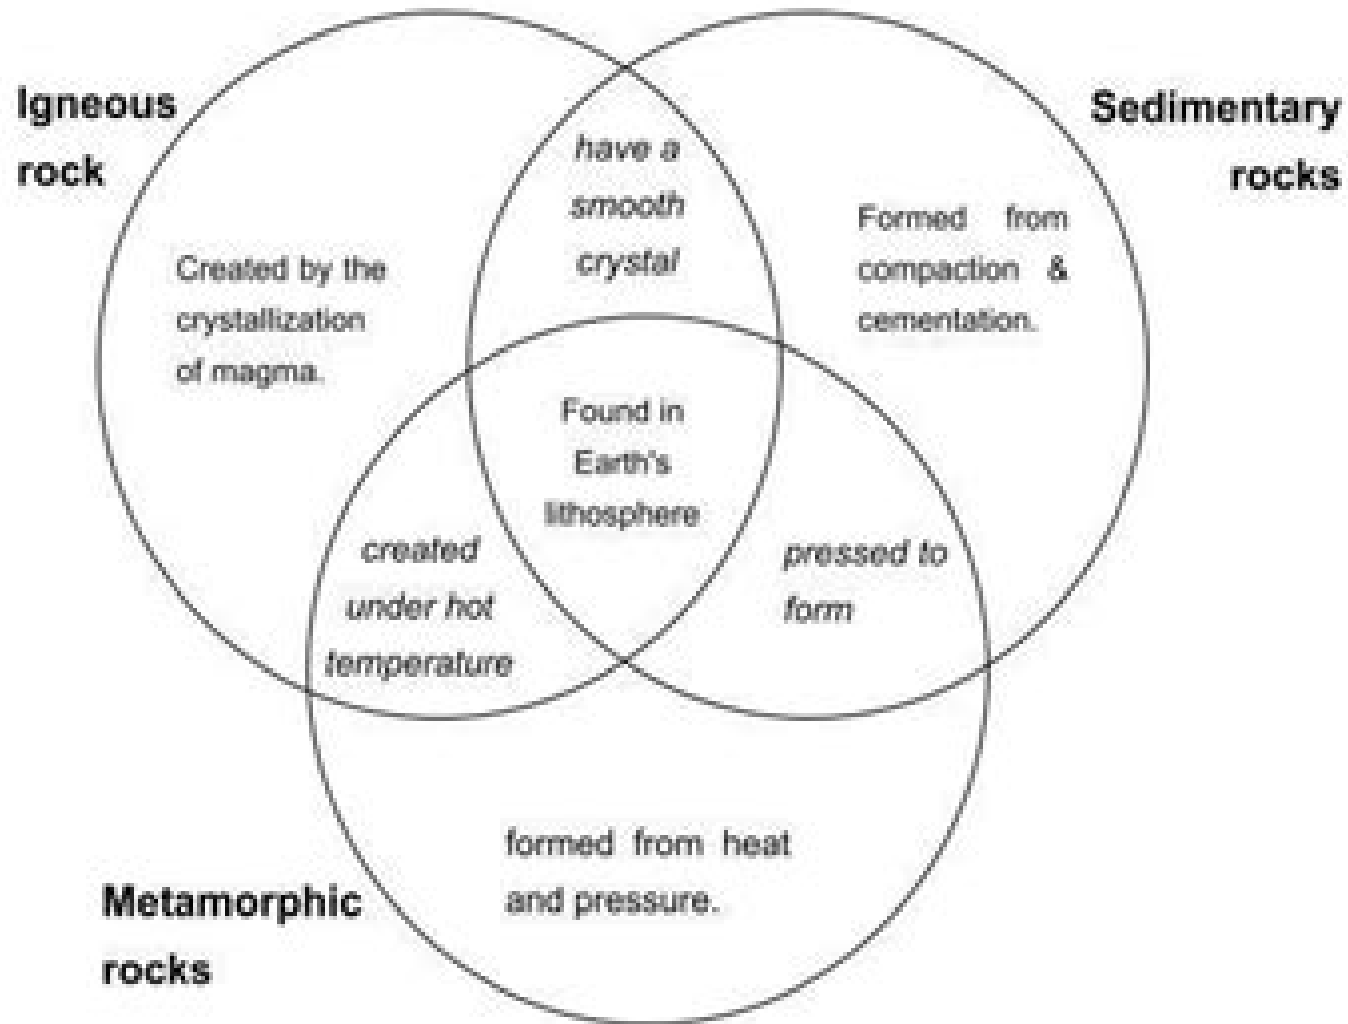 Igneous
rock
Sedimentary
rocks
have a
smooth
crystal
Created by the
crystallization
of magma.
Formed from
compaction &
cementation.
Found in
Earth's
lithosphere
created
under hot
temperature
pressed to
form
formed from heat
and pressure.
Metamorphic
rocks